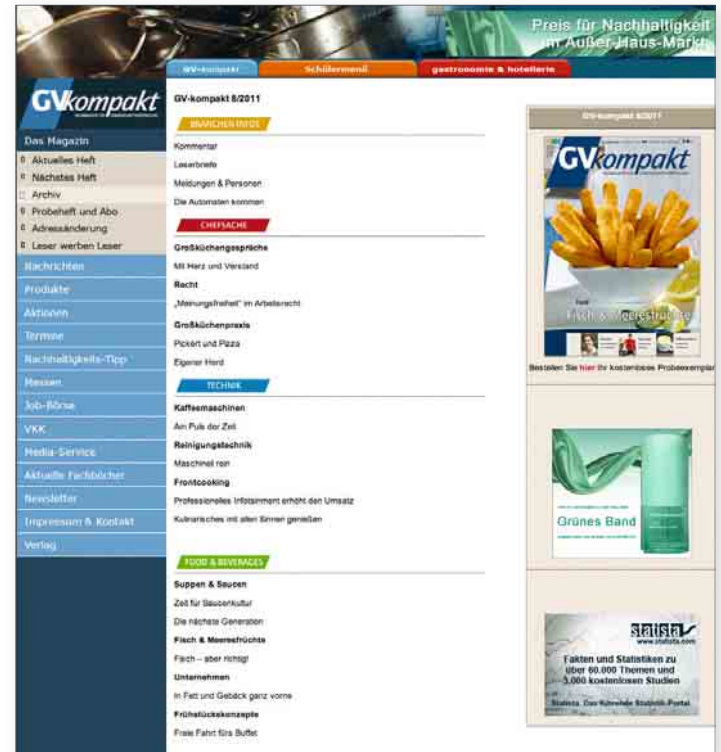 Preis für Nachhaltigkeit
im Außer-Haus-Markt
GV-kompakt
Schülermenü
gastronomie & hotellerie
GVkompakt
Das Magazin
Aktuelles Heft
Nächstes Heft
Archiv
Probeheft und Abo
Adressänderung
Leser werben Leser
Nachrichten
Produkte
Aktionen
Termine
Nachhaltigkeits-Tipp
Messen
Job-Börse
VKK
Media-Service
Aktuelle Fachbücher
Newsletter
Impressum & Kontakt
Verlag
GV-kompakt 8/2011
BRANCHEN-INFOS
Kommentar
Leserbriefe
Meldungen & Personen
Die Automaten kommen
CHEFSACHE
Großküchengespräche
Mit Herz und Verstand
Recht
„Meinungsfreiheit" im Arbeitsrecht
Großküchenpraxis
Pickert und Pizza
Eigener Herd
TECHNIK
Kaffeemaschinen
Am Puls der Zeit
Reinigungstechnik
Maschinell rein
Frontcooking
Professionelles Infotainment erhöht den Umsatz
Kulinarisches mit allen Sinnen genießen
FOOD & BEVERAGES
Suppen & Saucen
Zeit für Saucenkultur
Die nächste Generation
Fisch & Meeresfrüchte
Fisch – aber richtig!
Unternehmen
In Fett und Gebäck ganz vorne
Frühstückskonzepte
Freie Fahrt fürs Buffet
GV-kompakt 8/2011
GVkompakt
Food
Fisch & Meeresfrüchte
Bestellen Sie hier Ihr kostenloses Probeexemplar
Grünes Band
statista
www.statista.com
Fakten und Statistiken zu
über 60.000 Themen und
3.000 kostenlosen Studien
Statista. Das führende Statistik-Portal.